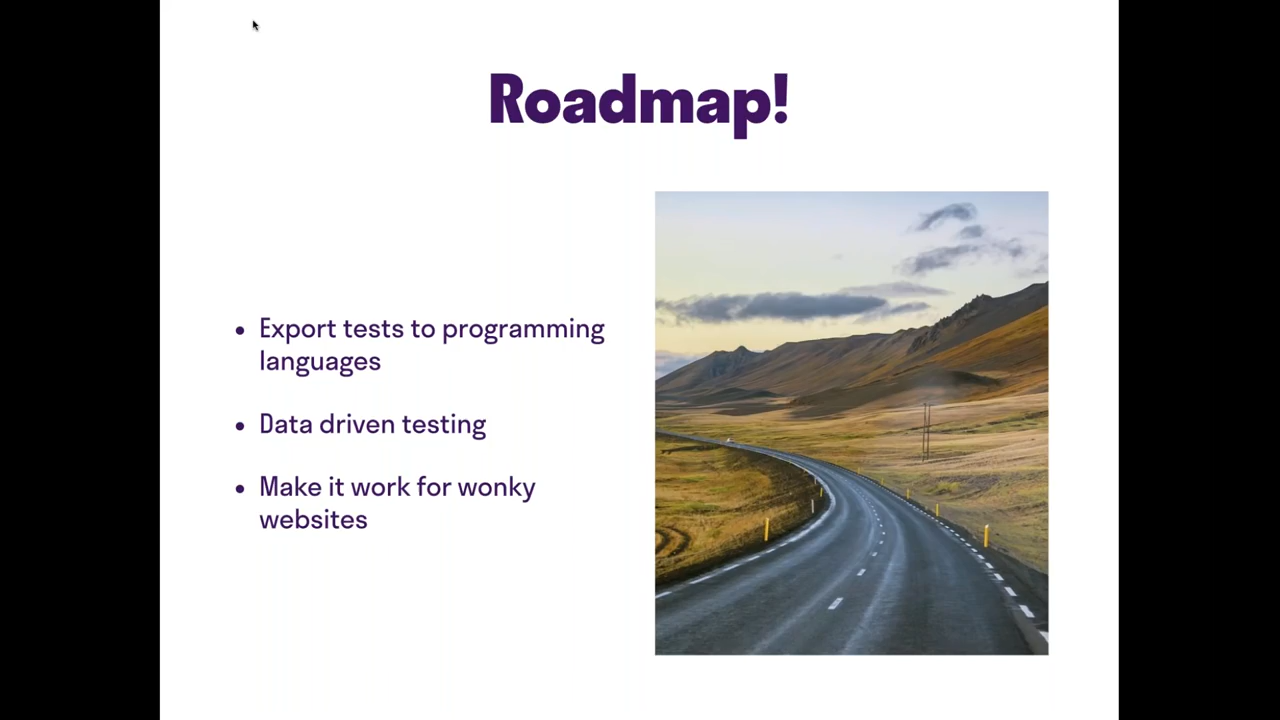 Roadmap!
• Export tests to programming
languages
• Data driven testing
• Make it work for wonky
websites